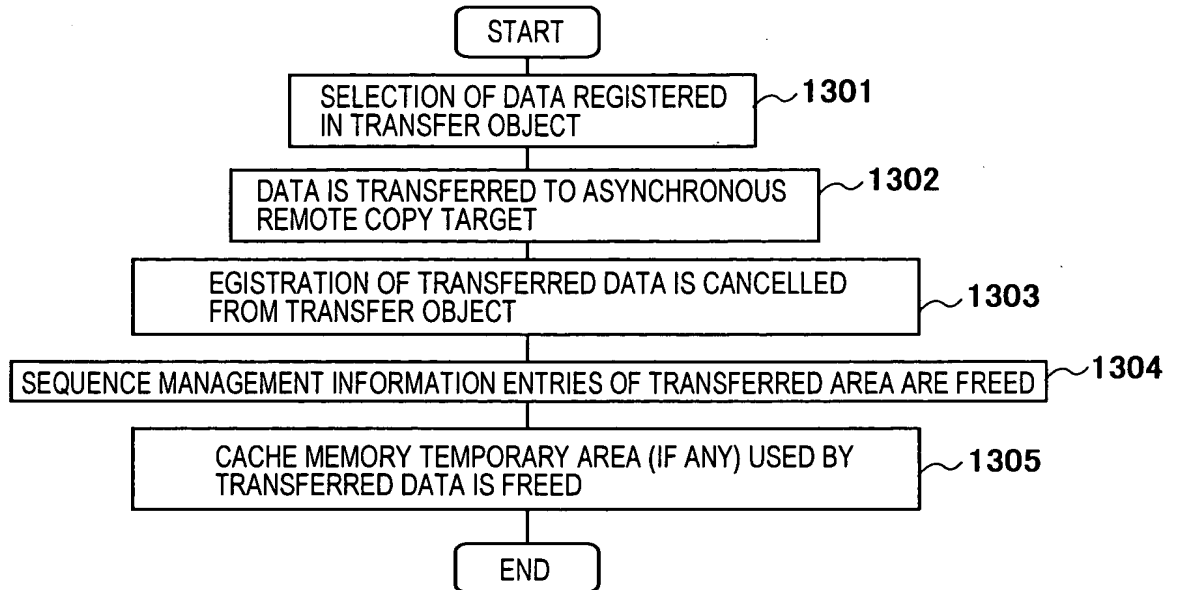 START
SELECTION OF DATA REGISTERED
IN TRANSFER OBJECT
1301
DATA IS TRANSFERRED TO ASYNCHRONOUS
REMOTE COPY TARGET
1302
EGISTRATION OF TRANSFERRED DATA IS CANCELLED
FROM TRANSFER OBJECT
1303
SEQUENCE MANAGEMENT INFORMATION ENTRIES OF TRANSFERRED AREA ARE FREED
1304
CACHE MEMORY TEMPORARY AREA (IF ANY) USED BY
TRANSFERRED DATA IS FREED
1305
END